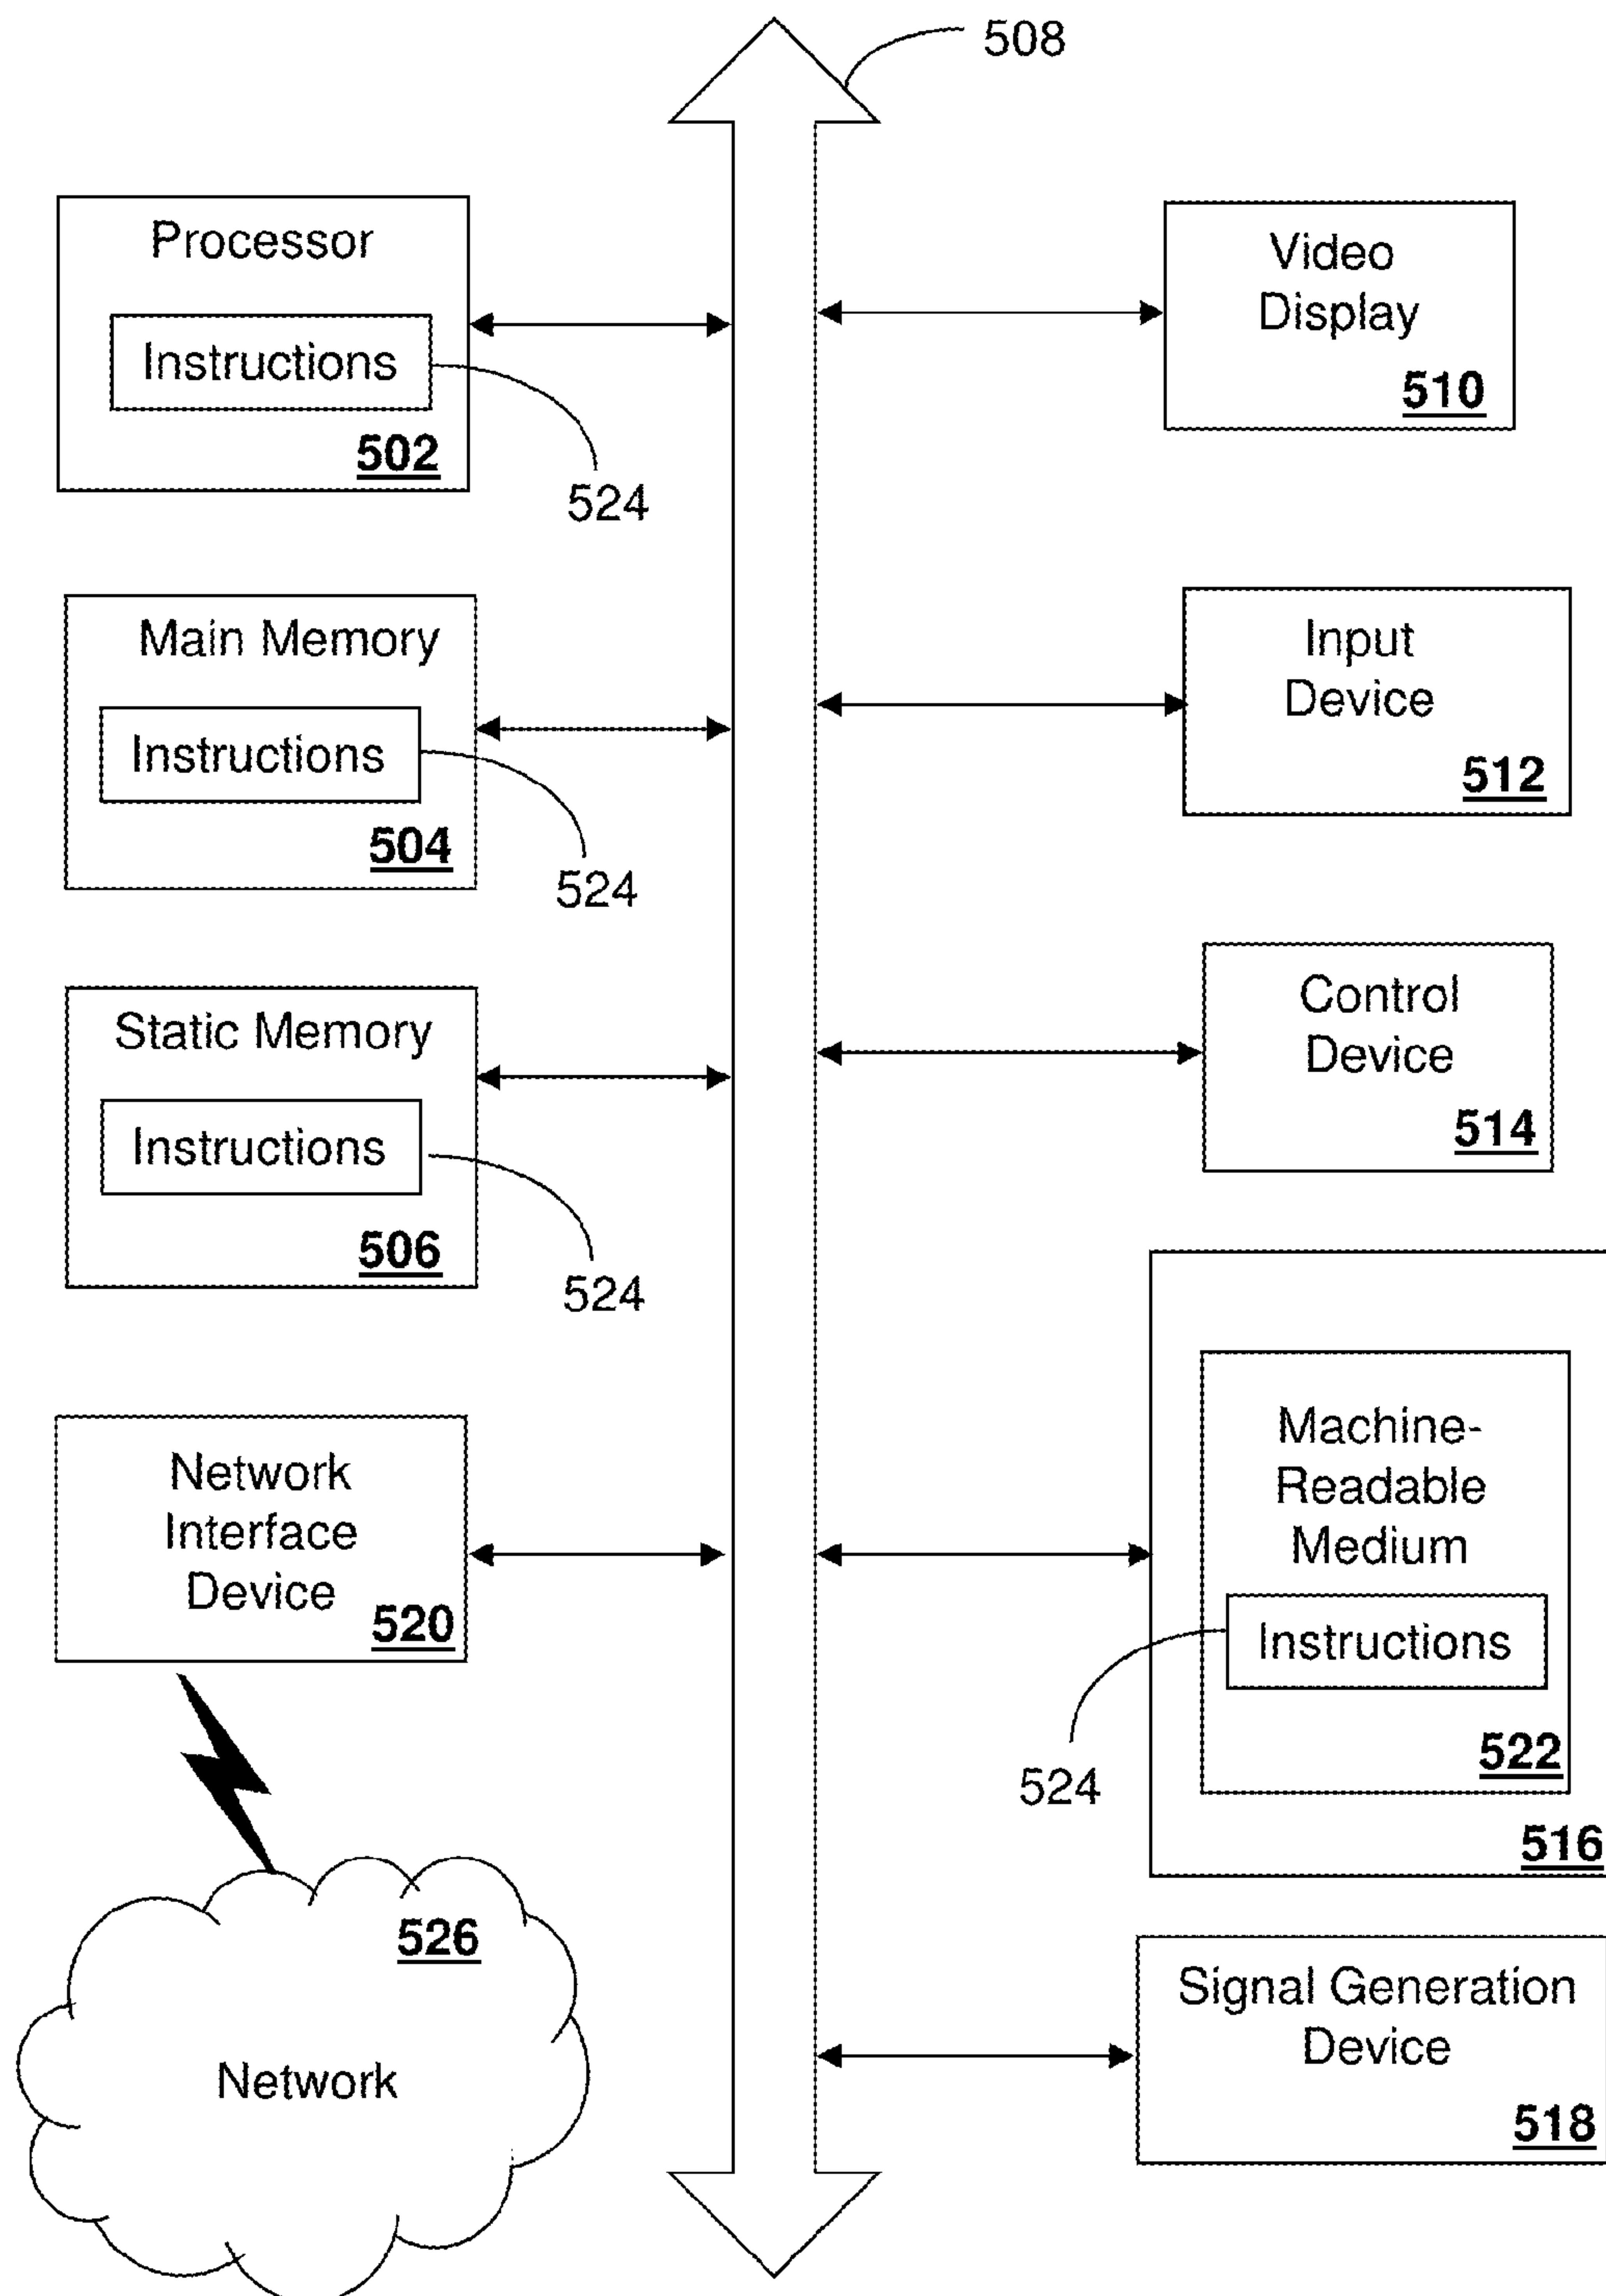 508
Processor
Instructions
502
524
Main Memory
Instructions
504
524
Static Memory
Instructions
506
524
Network
Interface
Device
520
526
Network
Video
Display
510
Input
Device
512
Control
Device
514
Machine-
Readable
Medium
Instructions
522
524
516
Signal Generation
Device
518